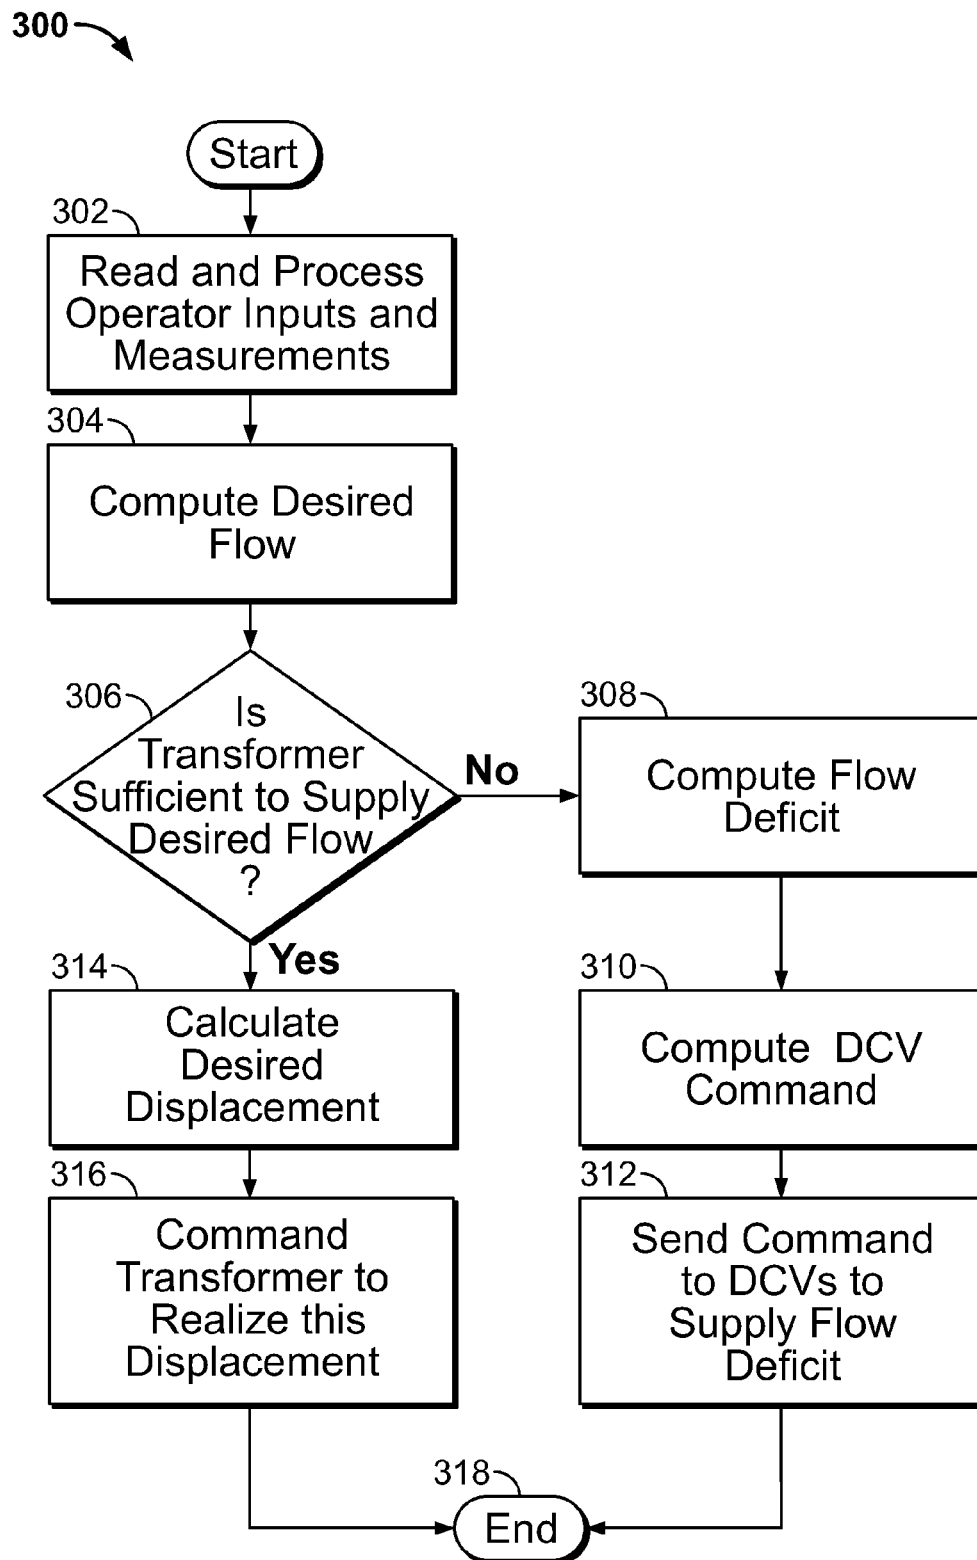 300
Start
302
Read and Process
Operator Inputs and
Measurements
304
Compute Desired
Flow
306
Is
Transformer
Sufficient to Supply
Desired Flow
?
No
Yes
308
Compute Flow
Deficit
310
Compute DCV
Command
312
Send Command
to DCVs to
Supply Flow
Deficit
314
Calculate
Desired
Displacement
316
Command
Transformer to
Realize this
Displacement
318
End